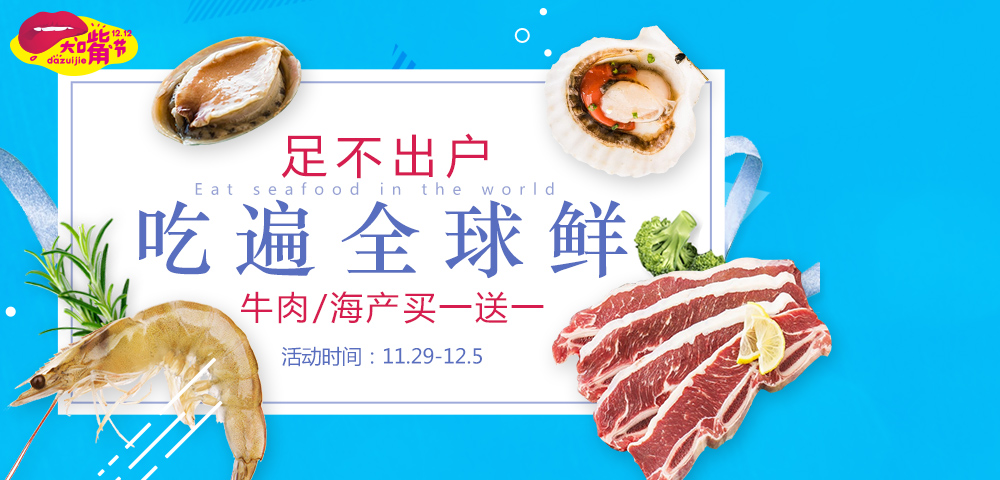 大嘴节
12.12
dazuijie
足不出户
Eat seafood in the world
吃遍全球鲜
牛肉/海产买一送一
活动时间：11.29-12.5